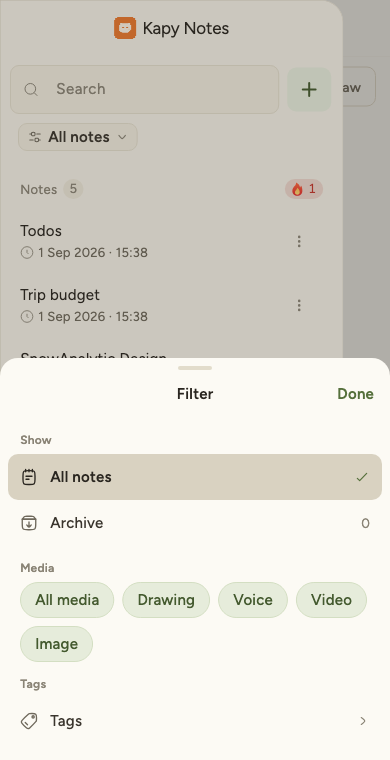 Kapy Notes
Search
aw
All notes
Notes 5
1
Todos
1 Sep 2026 · 15:38
Trip budget
1 Sep 2026 · 15:38
SnowAnalytic Design
Filter
Done
Show
All notes
Archive
0
Media
All media
Drawing
Voice
Video
Image
Tags
Tags